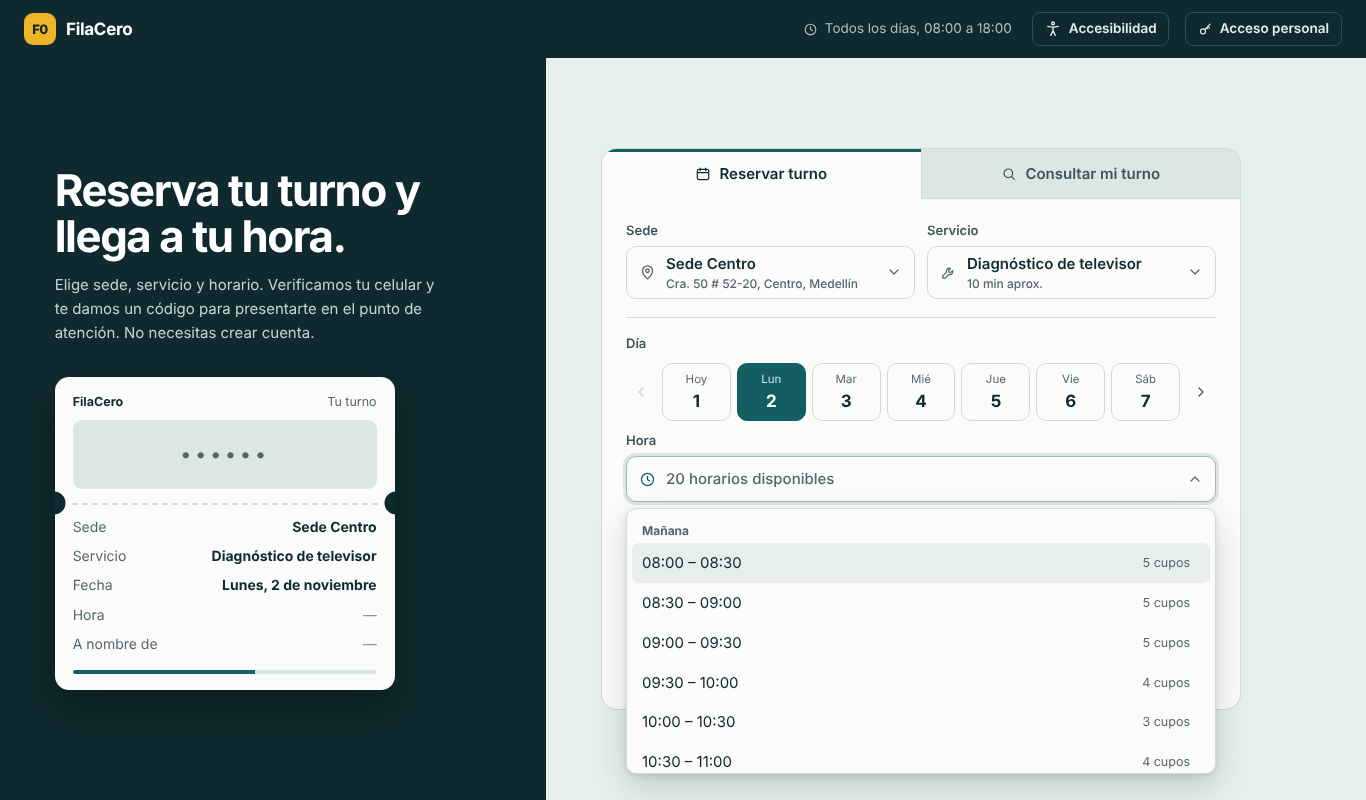 F0 FilaCero
Todos los días, 08:00 a 18:00
Accesibilidad
Acceso personal
Reserva tu turno y
llega a tu hora.
Elige sede, servicio y horario. Verificamos tu celular y
te damos un código para presentarte en el punto de
atención. No necesitas crear cuenta.
FilaCero Tu turno
••••••
Sede Sede Centro
Servicio Diagnóstico de televisor
Fecha Lunes, 2 de noviembre
Hora —
A nombre de —
Reservar turno
Consultar mi turno
Sede
Sede Centro
Cra. 50 # 52-20, Centro, Medellín
Servicio
Diagnóstico de televisor
10 min aprox.
Día
Hoy
1
Lun
2
Mar
3
Mié
4
Jue
5
Vie
6
Sáb
7
Hora
20 horarios disponibles
Mañana
08:00 – 08:30 5 cupos
08:30 – 09:00 5 cupos
09:00 – 09:30 5 cupos
09:30 – 10:00 4 cupos
10:00 – 10:30 3 cupos
10:30 – 11:00 4 cupos